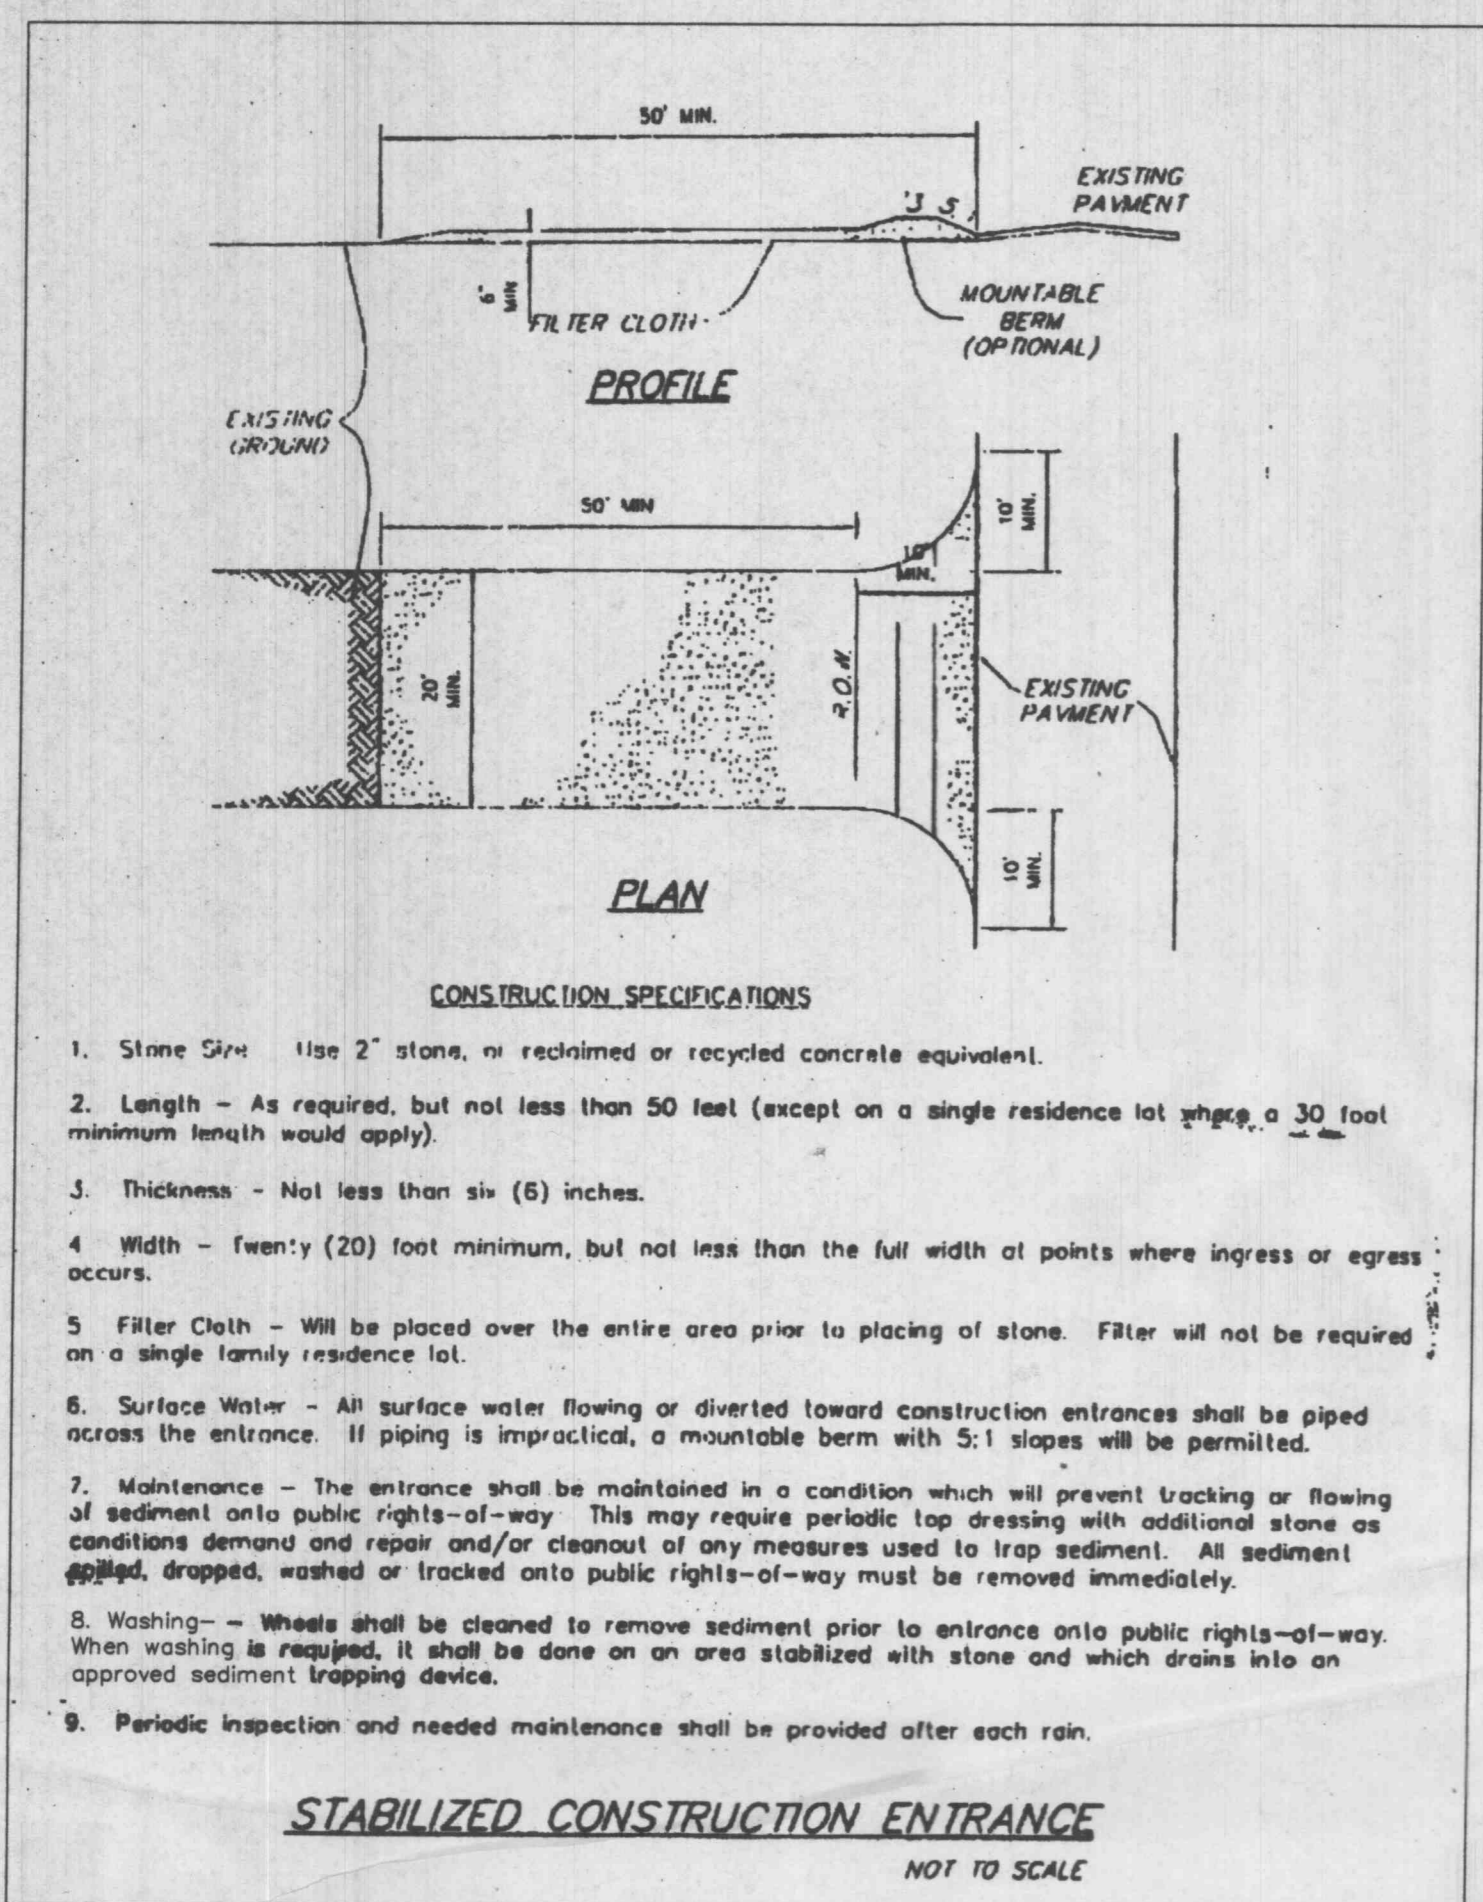 50' MIN.
EXISTING
PAVMENT
6"
MIN
FILTER CLOTH
MOUNTABLE
BERM
(OPTIONAL)
PROFILE
EXISTING
GROUND
50' MIN
10'
MIN.
10'
MIN.
20'
MIN.
R.O.W.
EXISTING
PAVMENT
10'
MIN.
PLAN
CONSTRUCTION SPECIFICATIONS
1. Stone Size Use 2" stone, or reclaimed or recycled concrete equivalent.
2. Length – As required, but not less than 50 feet (except on a single residence lot where a 30 foot
minimum length would apply).
3. Thickness – Not less than six (6) inches.
4 Width – Twenty (20) foot minimum, but not less than the full width at points where ingress or egress
occurs.
5 Filter Cloth – Will be placed over the entire area prior to placing of stone. Filter will not be required
on a single family residence lot.
6. Surface Water – All surface water flowing or diverted toward construction entrances shall be piped
across the entrance. If piping is impractical, a mountable berm with 5:1 slopes will be permitted.
7. Maintenance – The entrance shall be maintained in a condition which will prevent tracking or flowing
of sediment onto public rights-of-way This may require periodic top dressing with additional stone as
conditions demand and repair and/or cleanout of any measures used to trap sediment. All sediment
spilled, dropped, washed or tracked onto public rights-of-way must be removed immediately.
8. Washing– – Wheels shall be cleaned to remove sediment prior to entrance onto public rights-of-way.
When washing is required, it shall be done on an area stabilized with stone and which drains into an
approved sediment trapping device.
9. Periodic inspection and needed maintenance shall be provided after each rain.
STABILIZED CONSTRUCTION ENTRANCE
NOT TO SCALE